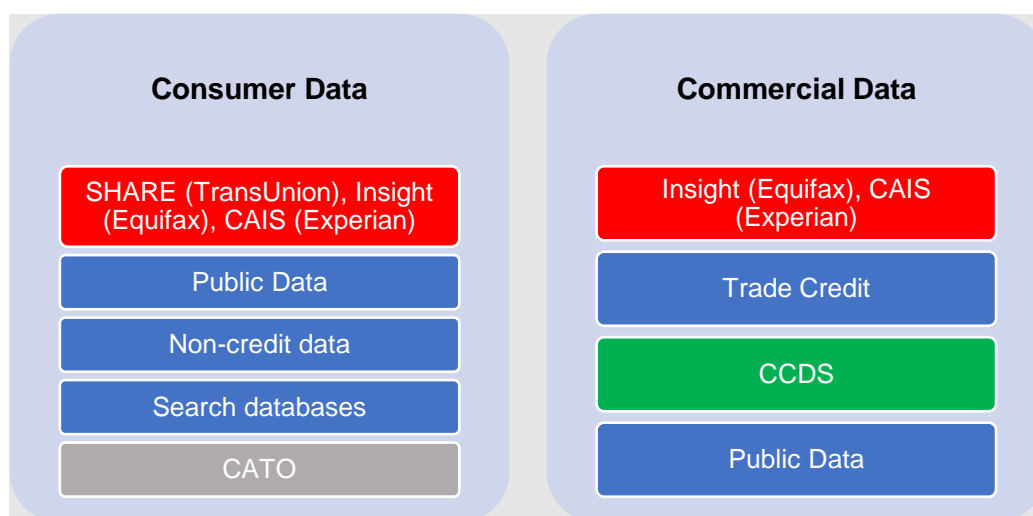 Consumer Data
SHARE (TransUnion), Insight
(Equifax), CAIS (Experian)
Public Data
Non-credit data
Search databases
CATO
Commercial Data
Insight (Equifax), CAIS
(Experian)
Trade Credit
CCDS
Public Data